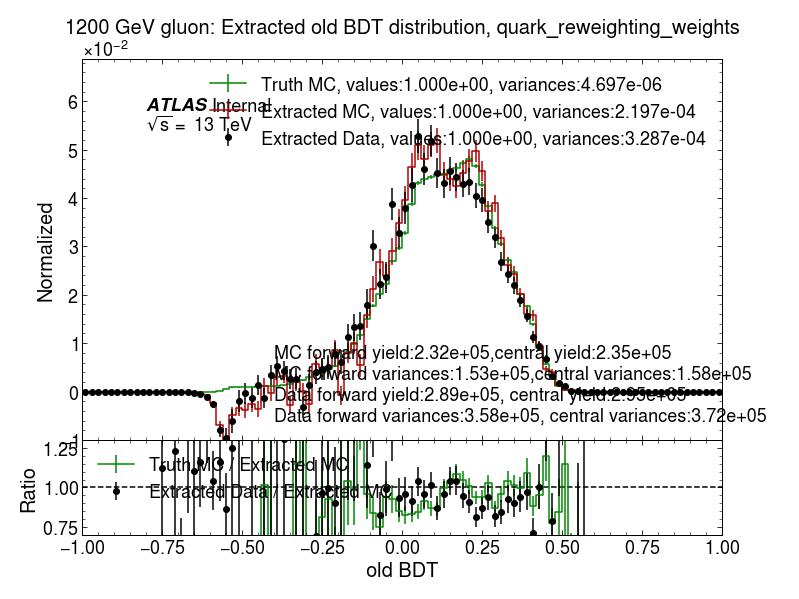 1200 GeV gluon: Extracted old BDT distribution, quark_reweighting_weights
×10⁻²
Truth MC, values:1.000e+00, variances:4.697e-06
ATLAS Internal
Extracted MC, values:1.000e+00, variances:2.197e-04
√s = 13 TeV
Extracted Data, values:1.000e+00, variances:3.287e-04
6
5
4
3
2
1
0
Normalized
MC forward yield:2.32e+05,central yield:2.35e+05
MC forward variances:1.53e+05,central variances:1.58e+05
Data forward yield:2.89e+05, central yield:
Data forward variances:3.58e+05, central variances:3.72e+05
1.25
1.00
0.75
Ratio
Truth MC / Extracted MC
Extracted Data / Extracted MC
−1.00 −0.75 −0.50 −0.25 0.00 0.25 0.50 0.75 1.00
old BDT